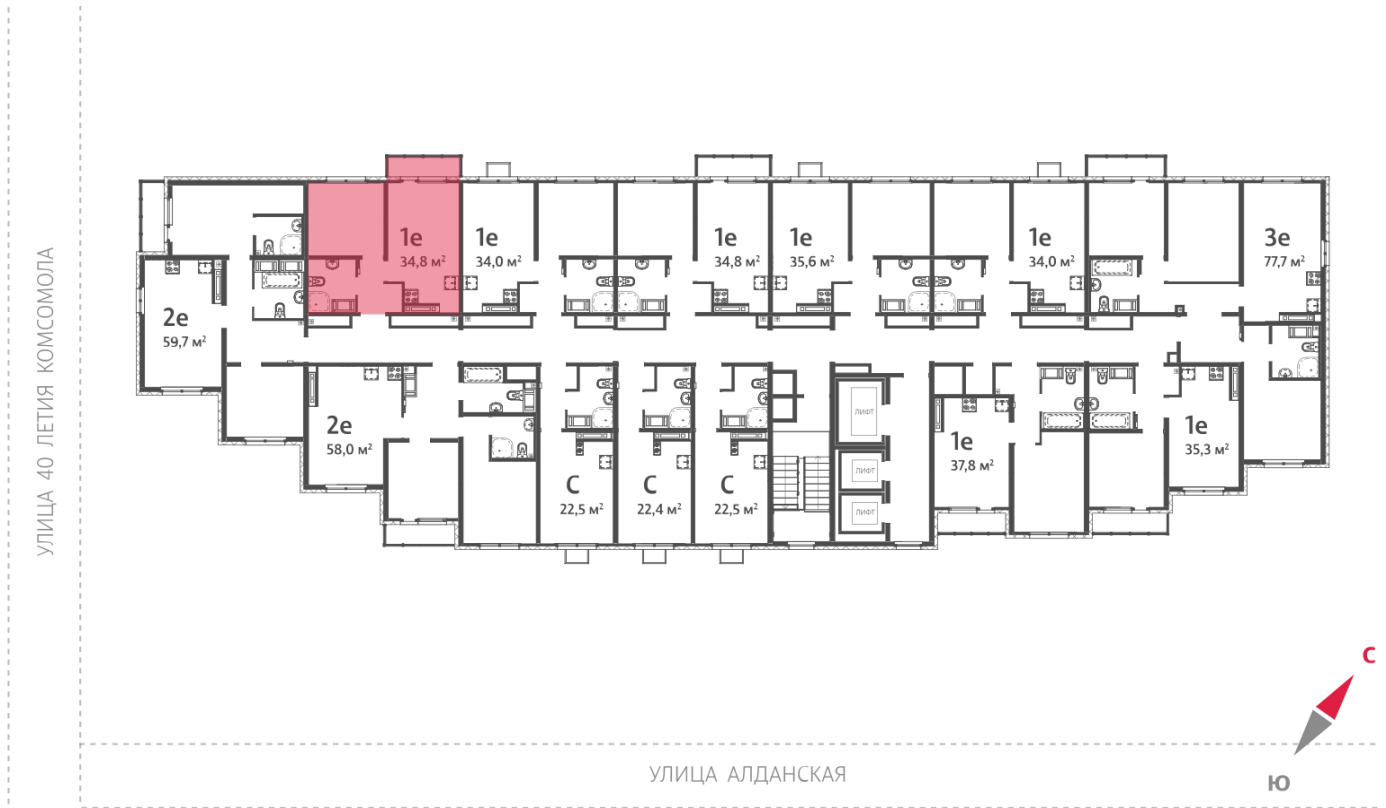 УЛИЦА 40 ЛЕТИЯ КОМСОМОЛА
1е
34,8 м²
1е
34,0 м²
1е
34,8 м²
1е
35,6 м²
1е
34,0 м²
3е
77,7 м²
2е
59,7 м²
2е
58,0 м²
С
22,5 м²
С
22,4 м²
С
22,5 м²
ЛИФТ
ЛИФТ
ЛИФТ
1е
37,8 м²
1е
35,3 м²
С
Ю
УЛИЦА АЛДАНСКАЯ